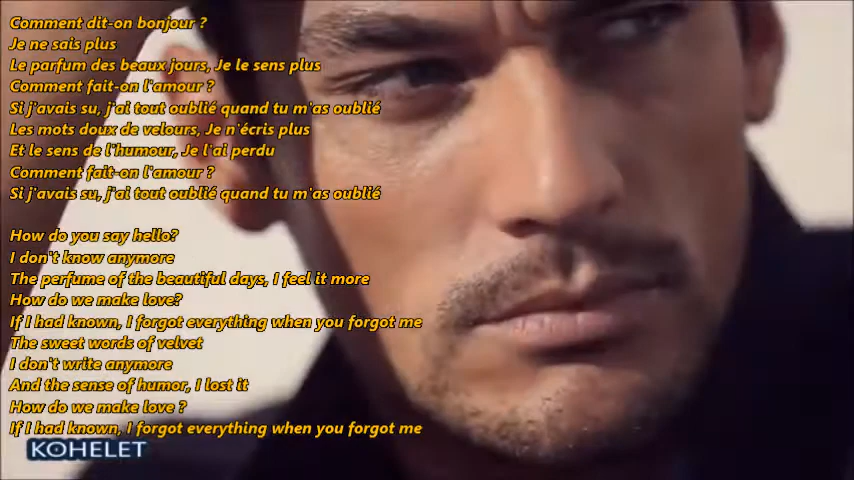 Comment dit-on bonjour ?
Je ne sais plus
Le parfum des beaux jours, Je le sens plus
Comment fait-on l'amour ?
Si j'avais su, j'ai tout oublié quand tu m'as oublié
Les mots doux de velours, Je n'écris plus
Et le sens de l'humour, Je l'ai perdu
Comment fait-on l'amour ?
Si j'avais su, j'ai tout oublié quand tu m'as oublié
How do you say hello?
I don't know anymore
The perfume of the beautiful days, I feel it more
How do we make love?
If I had known, I forgot everything when you forgot me
The sweet words of velvet
I don't write anymore
And the sense of humor, I lost it
How do we make love ?
If I had known, I forgot everything when you forgot me
KOHELET